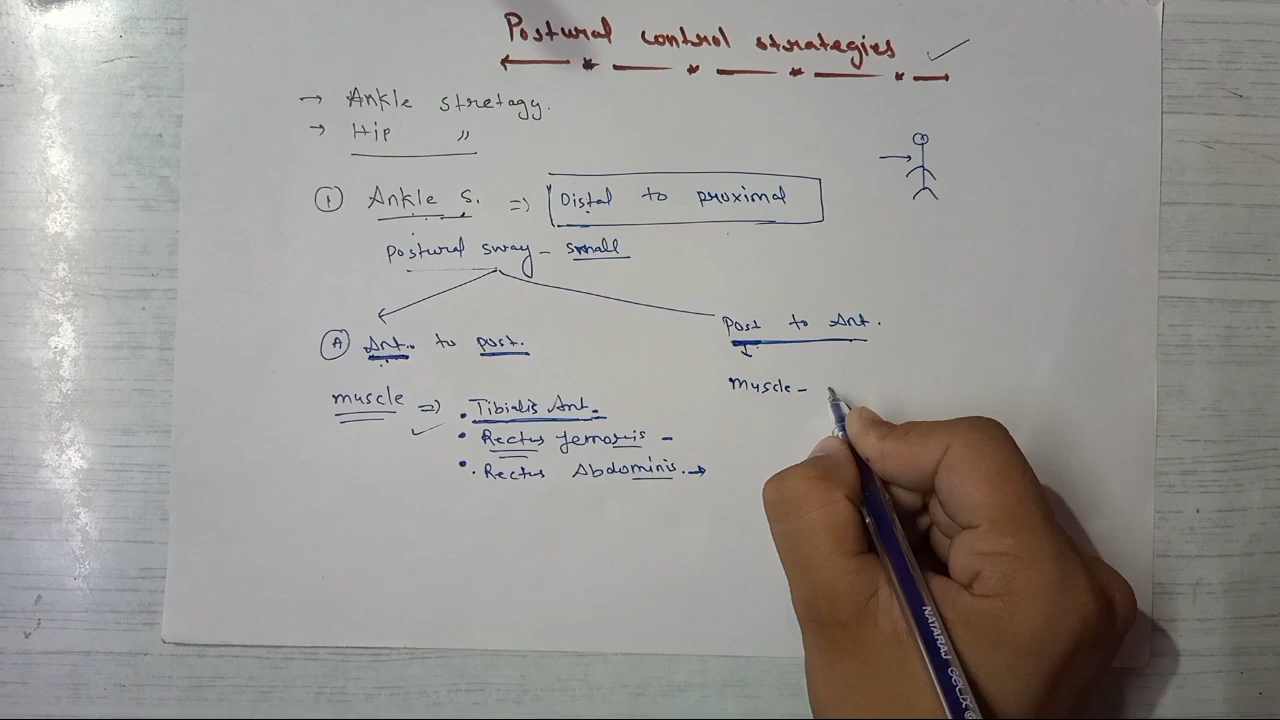 Postural control strategies
→ Ankle stretagy.
→ Hip "
① Ankle S. => Distal to proximal
Postural sway - small
Ⓐ Ant. to post.
Post to Ant.
muscle => • Tibialis Ant.
• Rectus femoris -
• Rectus Abdominis. →
Muscle -
NATARAJ GELIX